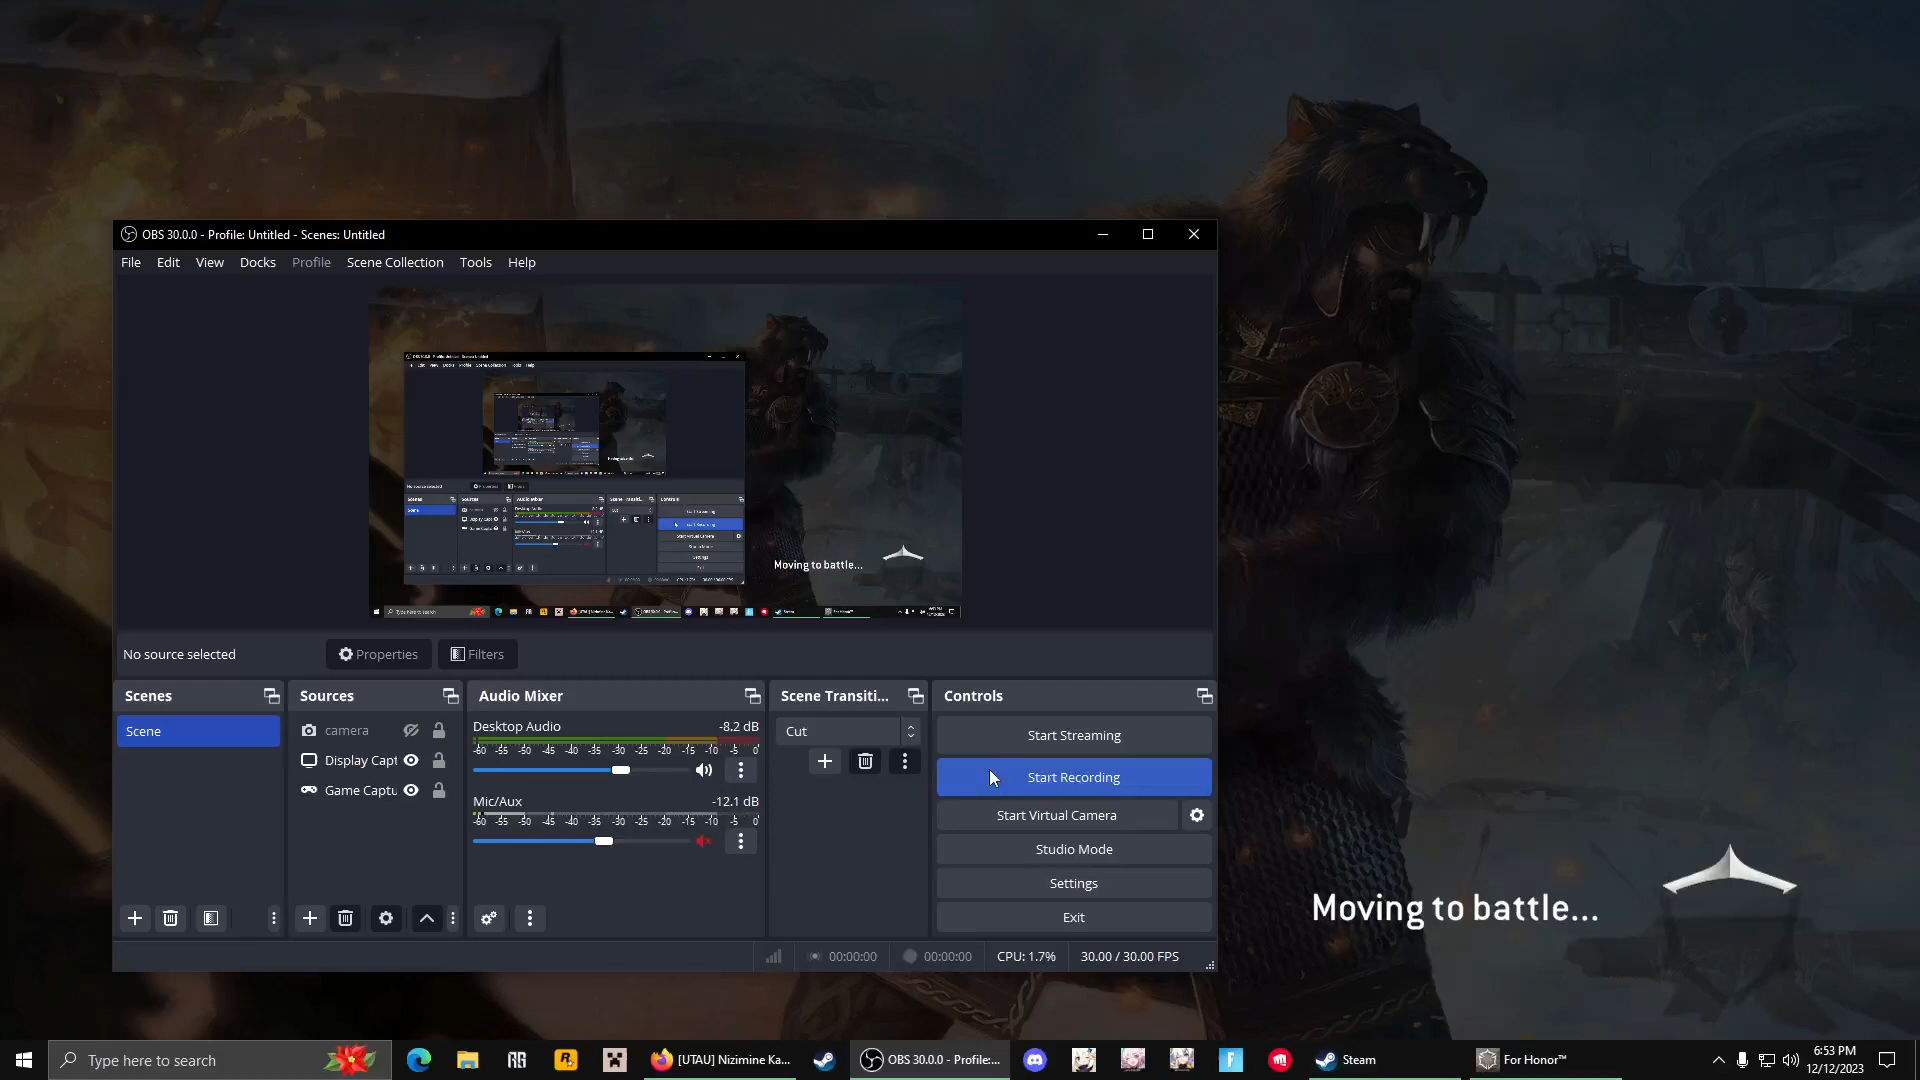 OBS 30.0.0 - Profile: Untitled - Scenes: Untitled
File Edit View Docks Profile Scene Collection Tools Help
Moving to battle...
No source selected Properties Filters
Scenes Sources Audio Mixer Scene Transiti... Controls
Scene
camera
Display Capt
Game Captu
Desktop Audio -8.2 dB
-60 -55 -50 -45 -40 -35 -30 -25 -20 -15 -10 -5 0
Mic/Aux -12.1 dB
-60 -55 -50 -45 -40 -35 -30 -25 -20 -15 -10 -5 0
Cut
Start Streaming
Start Recording
Start Virtual Camera
Studio Mode
Settings
Exit
00:00:00 00:00:00 CPU: 1.7% 30.00 / 30.00 FPS
Moving to battle...
Type here to search
[UTAU] Nizimine Ka...
OBS 30.0.0 - Profile:...
Steam
For Honor™
6:53 PM
12/12/2023